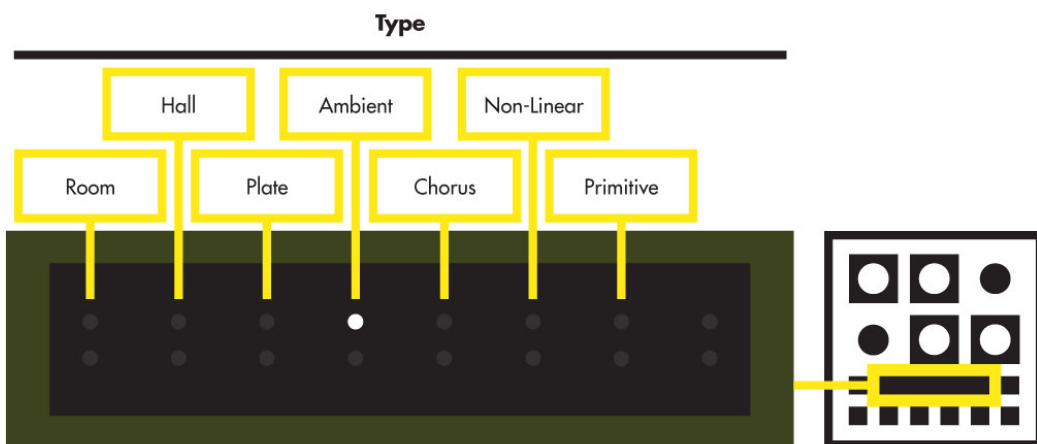 Type
Hall
Ambient
Non-Linear
Room
Plate
Chorus
Primitive